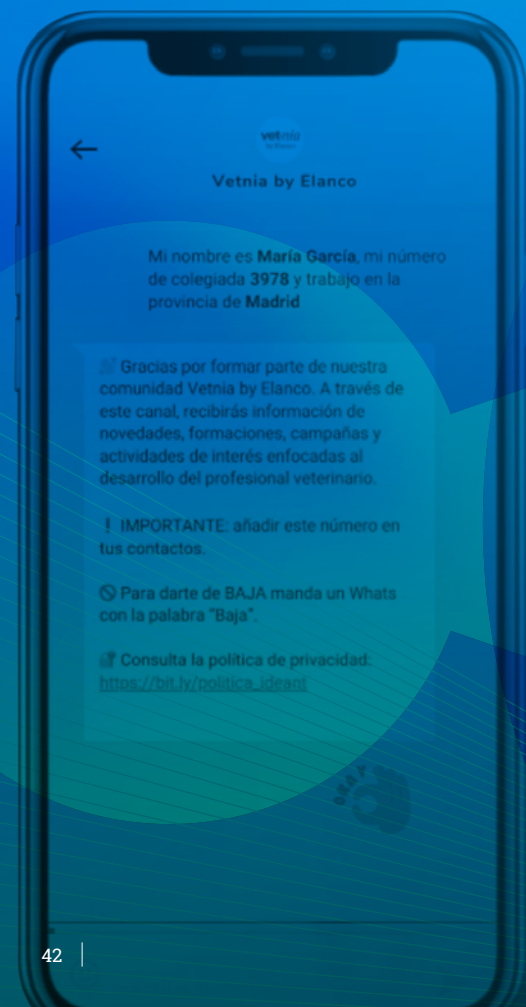 vetnia
by Elanco
Vetnia by Elanco
Mi nombre es María García, mi número
de colegiada 3978 y trabajo en la
provincia de Madrid
Gracias por formar parte de nuestra
comunidad Vetnia by Elanco. A través de
este canal, recibirás información de
novedades, formaciones, campañas y
actividades de interés enfocadas al
desarrollo del profesional veterinario.
❗ IMPORTANTE: añadir este número en
tus contactos.
🚫 Para darte de BAJA manda un Whats
con la palabra "Baja".
🔐 Consulta la política de privacidad:
https://bit.ly/politica_ideant
42